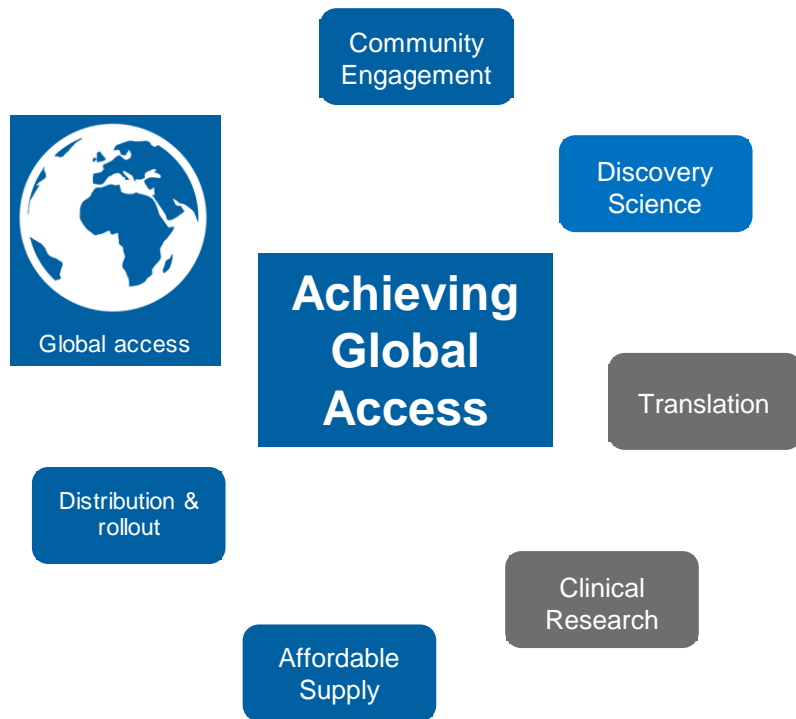 Community
Engagement
Discovery
Science
Global access
Achieving
Global
Access
Translation
Distribution &
rollout
Clinical
Research
Affordable
Supply